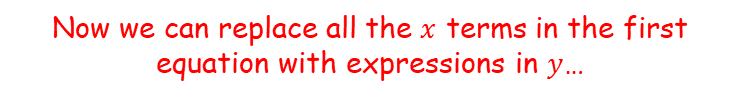 Now we can replace all the x terms in the first
equation with expressions in y…